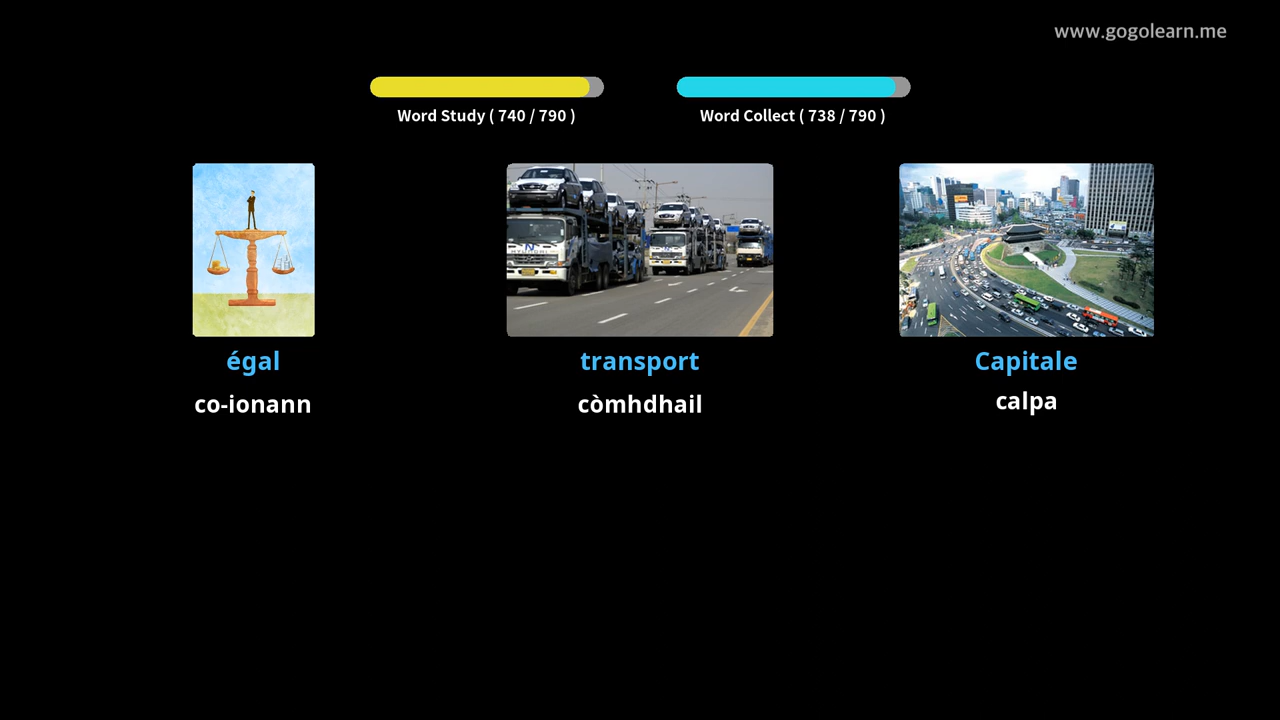 www.gogolearn.me
Word Study ( 740 / 790 )
Word Collect ( 738 / 790 )
égal
transport
Capitale
co-ionann
còmhdhail
calpa